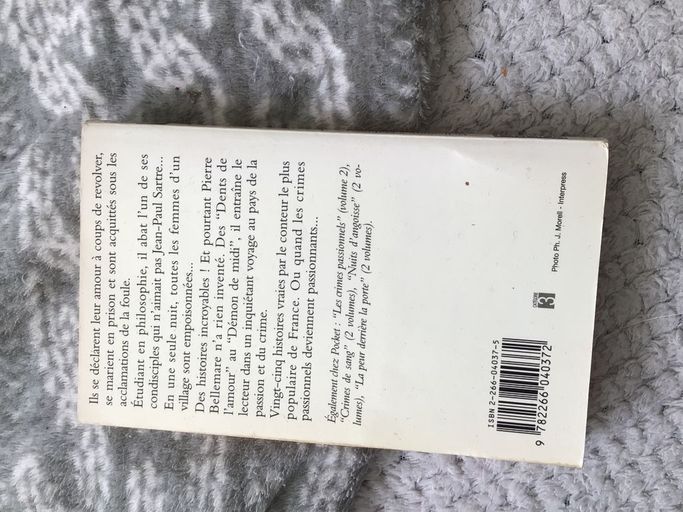 Ils se déclarent leur amour à coups de revolver,
se marient en prison et sont acquittés sous les
acclamations de la foule.
Étudiant en philosophie, il abat l'un de ses
condisciples qui n'aimait pas Jean-Paul Sartre...
En une seule nuit, toutes les femmes d'un
village sont empoisonnées...
Des histoires incroyables ! Et pourtant Pierre
Bellemare n'a rien inventé. Des "Dents de
l'amour" au "Démon de midi", il entraîne le
lecteur dans un inquiétant voyage au pays de la
passion et du crime.
Vingt-cinq histoires vraies par le conteur le plus
populaire de France. Ou quand les crimes
passionnels deviennent passionnants...
Également chez Pocket : "Les crimes passionnels" (volume 2),
"Crimes de sang" (2 volumes), "Nuits d'angoisse" (2 vo-
lumes), "La peur derrière la porte" (2 volumes).
ISBN 2-266-04037-5
9 782266 040372
3
Photo Ph. J. Morell - Interpress